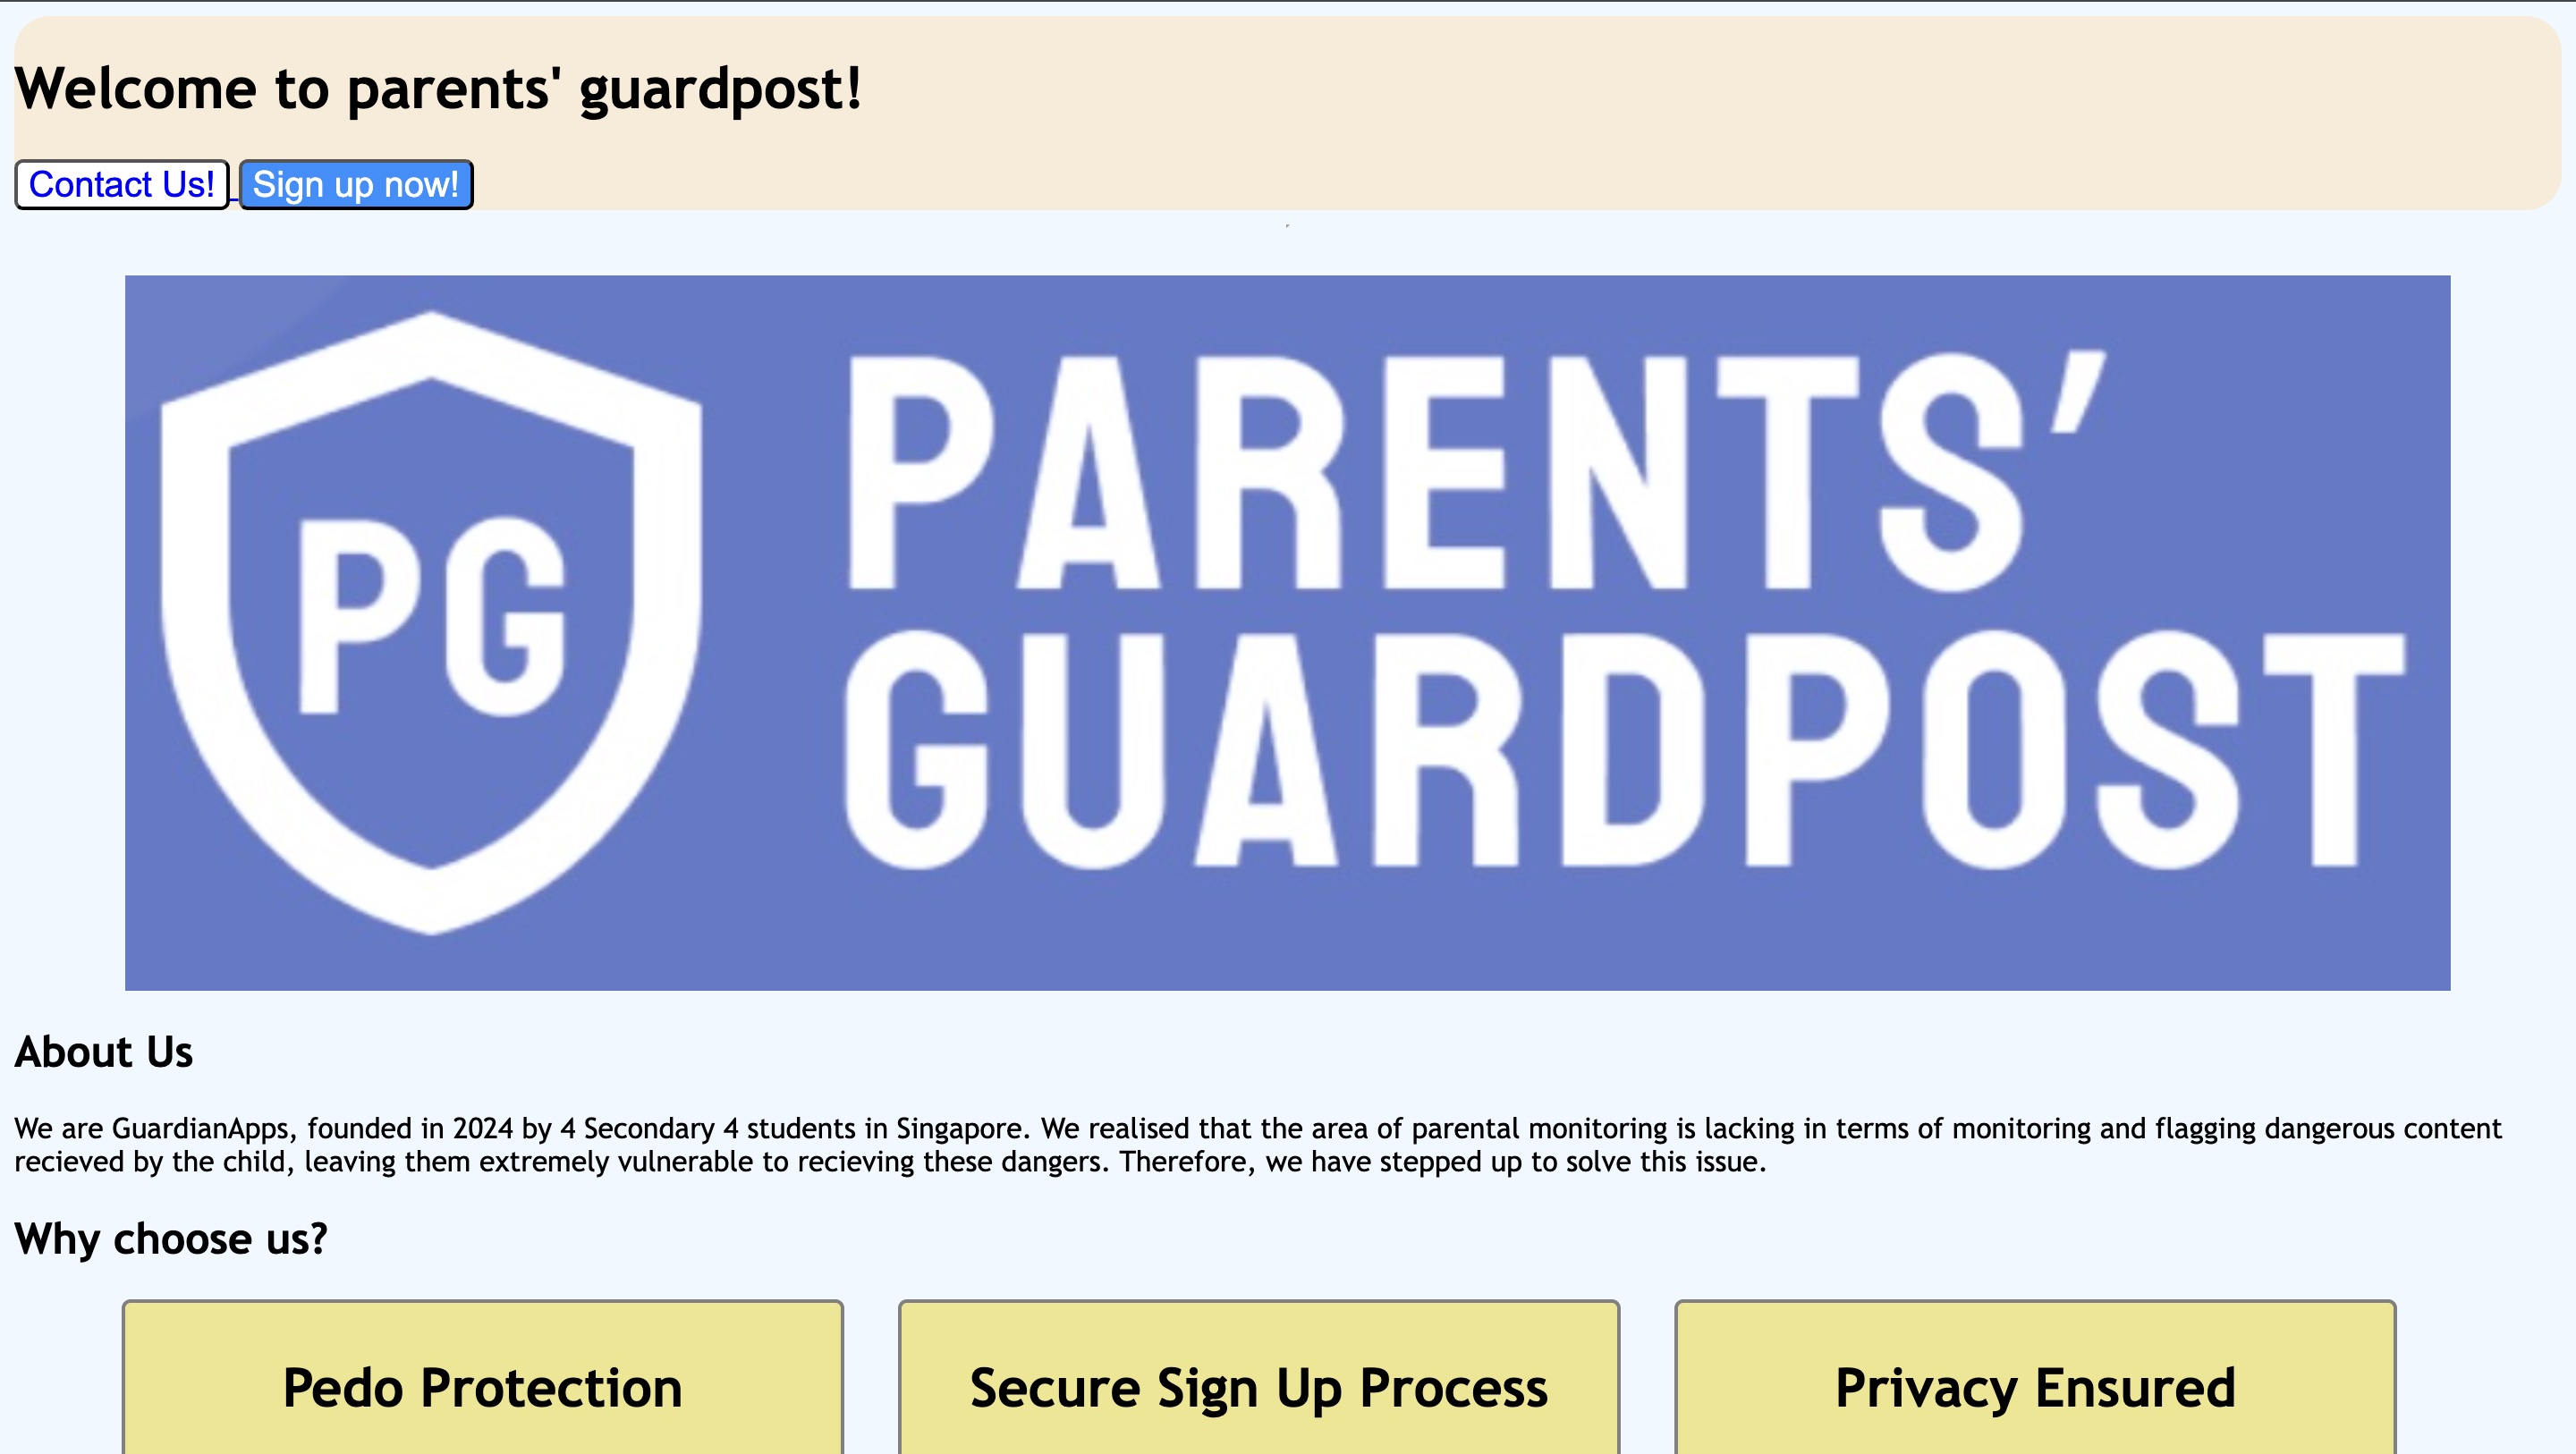 Welcome to parents' guardpost!
Contact Us! Sign up now!
PG
PARENTS’
GUARDPOST
About Us
We are GuardianApps, founded in 2024 by 4 Secondary 4 students in Singapore. We realised that the area of parental monitoring is lacking in terms of monitoring and flagging dangerous content
recieved by the child, leaving them extremely vulnerable to recieving these dangers. Therefore, we have stepped up to solve this issue.
Why choose us?
Pedo Protection
Secure Sign Up Process
Privacy Ensured